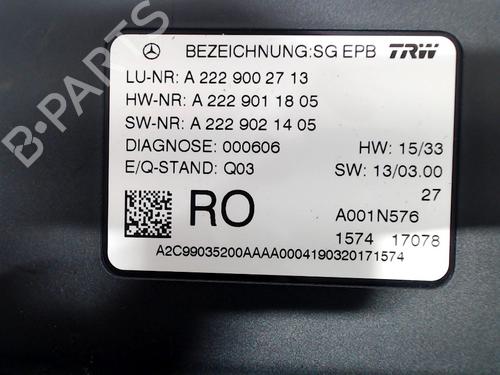 BEZEICHNUNG:SG EPB TRW
LU-NR: A 222 900 27 13
HW-NR: A 222 901 18 05
SW-NR: A 222 902 14 05
DIAGNOSE: 000606 HW: 15/33
E/Q-STAND: Q03 SW: 13/03.00
27
RO A001N576
1574 17078
A2C99035200AAAA0004190320171574